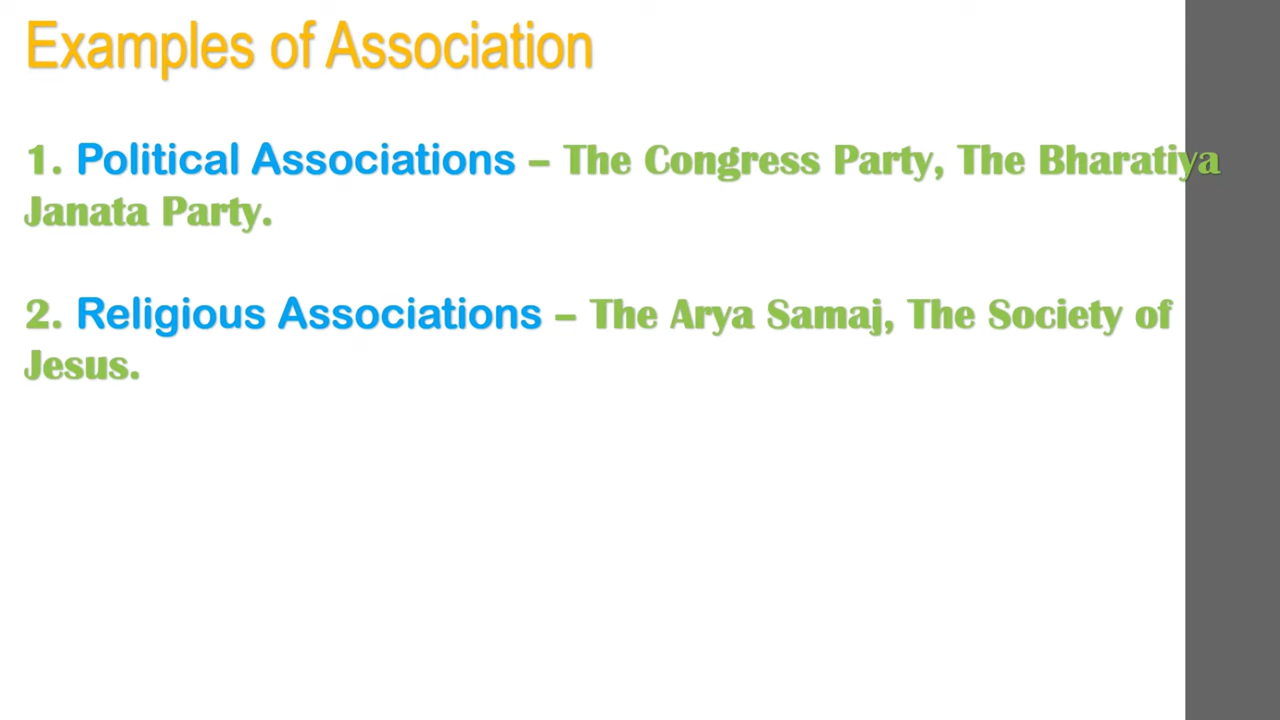 Examples of Association
1. Political Associations – The Congress Party, The Bharatiya
Janata Party.
2. Religious Associations – The Arya Samaj, The Society of
Jesus.